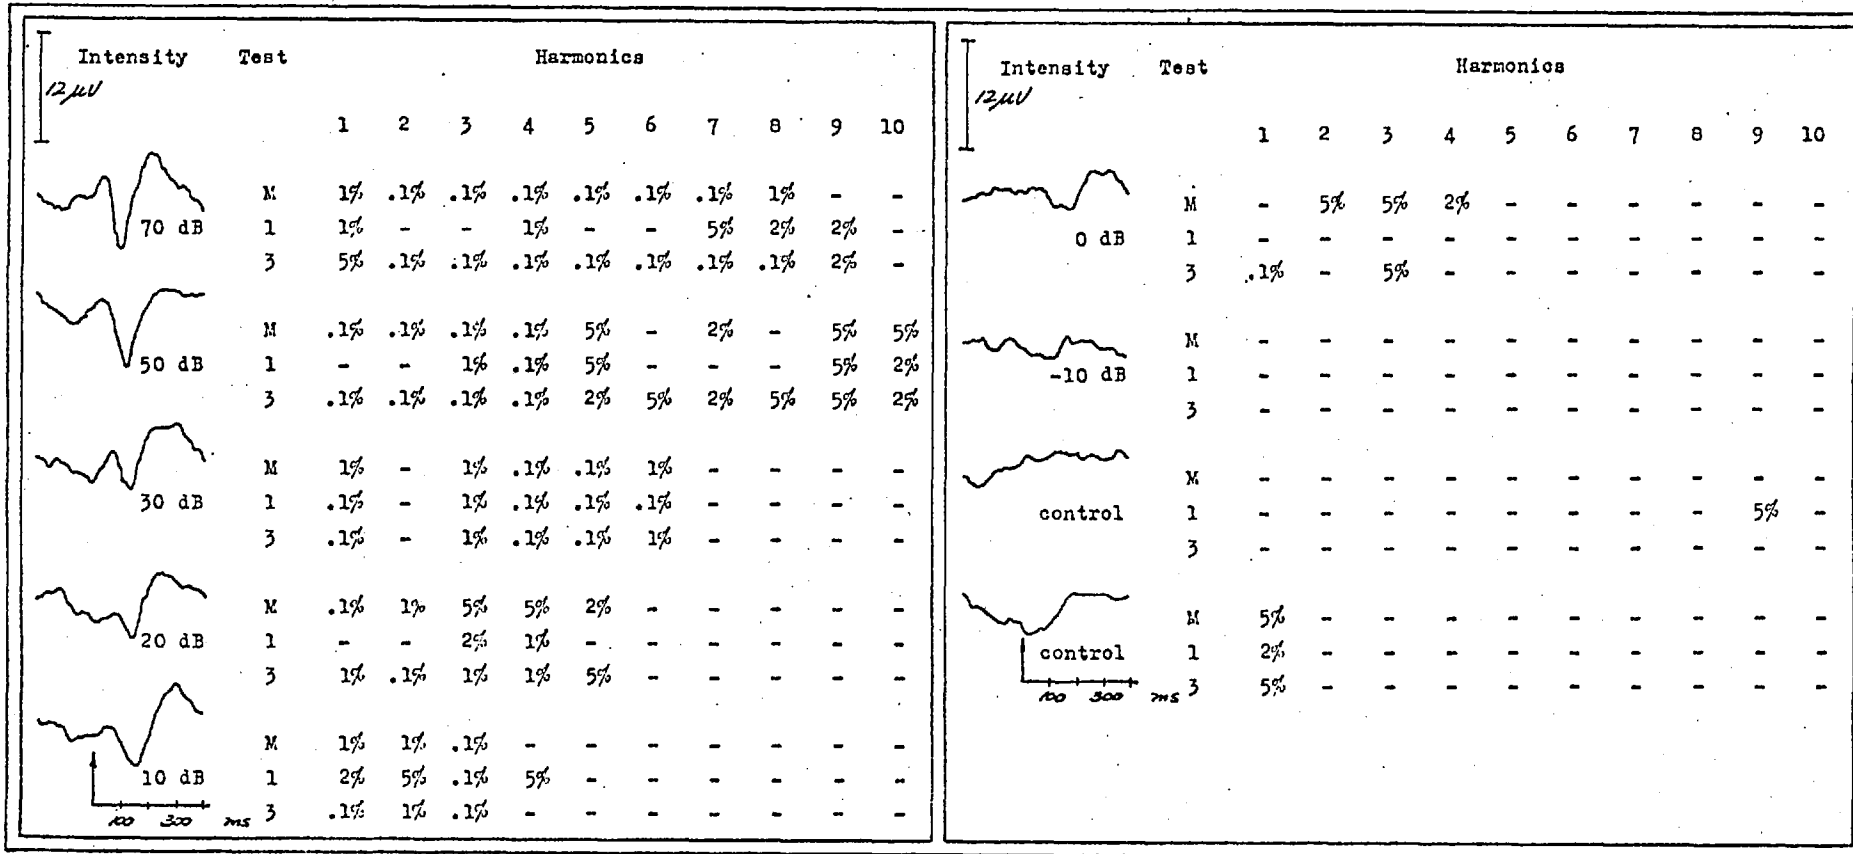 Intensity Test Harmonics
12 µV
1 2 3 4 5 6 7 8 9 10
M 1% .1% .1% .1% .1% .1% .1% 1% - -
70 dB 1 1% - - 1% - - 5% 2% 2% -
3 5% .1% .1% .1% .1% .1% .1% .1% 2% -
M .1% .1% .1% .1% 5% - 2% - 5% 5%
50 dB 1 - - 1% .1% 5% - - - 5% 2%
3 .1% .1% .1% .1% 2% 5% 2% 5% 5% 2%
M 1% - 1% .1% .1% 1% - - - -
30 dB 1 .1% - 1% .1% .1% .1% - - - -
3 .1% - 1% .1% .1% 1% - - - -
M .1% 1% 5% 5% 2% - - - - -
20 dB 1 - - 2% 1% - - - - - -
3 1% .1% 1% 1% 5% - - - - -
M 1% 1% .1% - - - - - - -
10 dB 1 2% 5% .1% 5% - - - - - -
100 300 ms 3 .1% 1% .1% - - - - - - -
Intensity Test Harmonics
12 µV
1 2 3 4 5 6 7 8 9 10
M - 5% 5% 2% - - - - - -
0 dB 1 - - - - - - - - - -
3 .1% - 5% - - - - - - -
M - - - - - - - - - -
-10 dB 1 - - - - - - - - - -
3 - - - - - - - - - -
M - - - - - - - - - -
control 1 - - - - - - - - 5% -
3 - - - - - - - - - -
M 5% - - - - - - - - -
control 1 2% - - - - - - - - -
100 300 ms 3 5% - - - - - - - - -